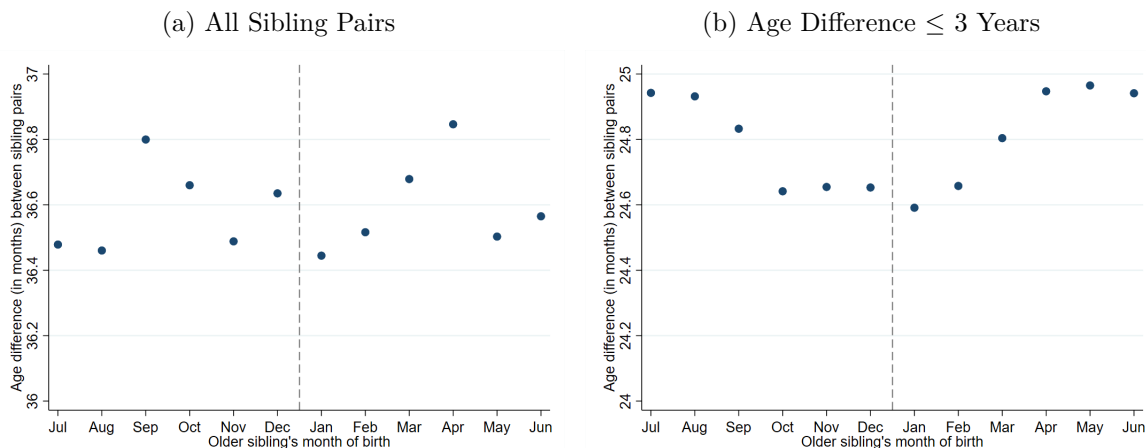 (a) All Sibling Pairs
Age difference (in months) between sibling pairs
37
36.8
36.6
36.4
36.2
36
Jul Aug Sep Oct Nov Dec Jan Feb Mar Apr May Jun
Older sibling's month of birth
(b) Age Difference ≤ 3 Years
Age difference (in months) between sibling pairs
25
24.8
24.6
24.4
24.2
24
Jul Aug Sep Oct Nov Dec Jan Feb Mar Apr May Jun
Older sibling's month of birth